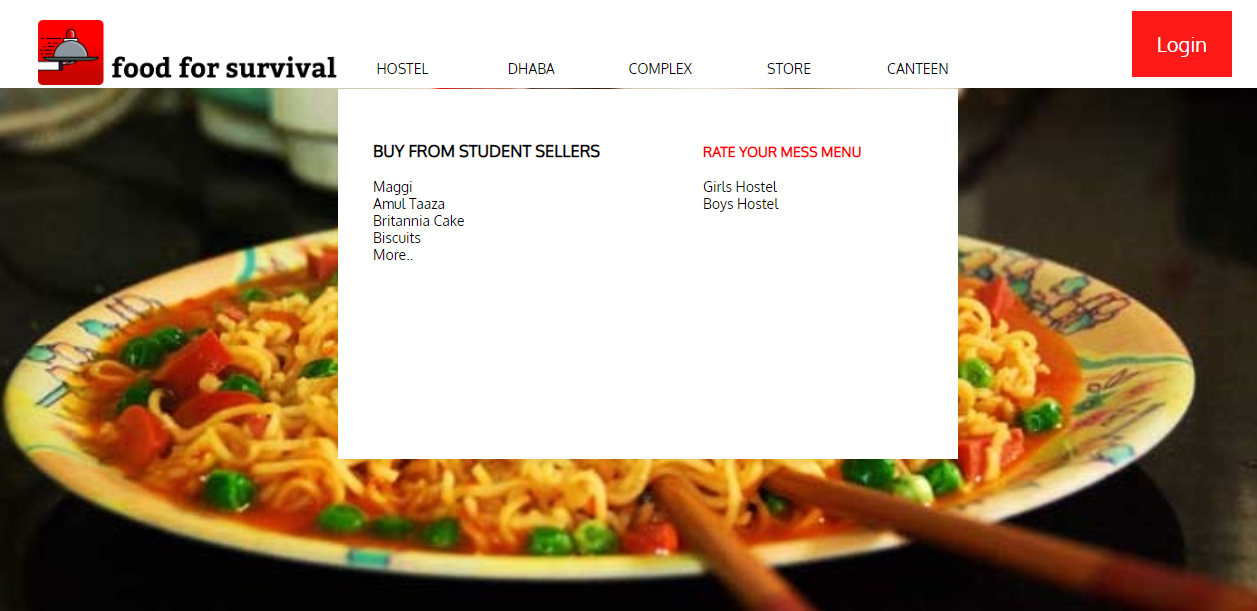 food for survival
HOSTEL DHABA COMPLEX STORE CANTEEN
Login
BUY FROM STUDENT SELLERS
Maggi
Amul Taaza
Britannia Cake
Biscuits
More..
RATE YOUR MESS MENU
Girls Hostel
Boys Hostel